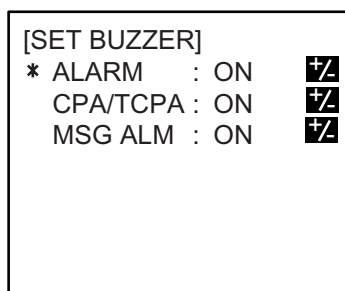 [SET BUZZER]
* ALARM : ON +/-
CPA/TCPA : ON +/-
MSG ALM : ON +/-